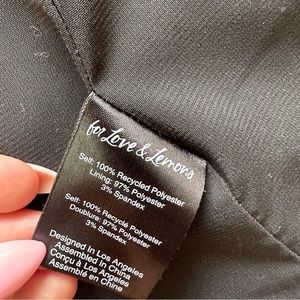 for Love & Lemons
Self: 100% Recycled Polyester
Lining: 97% Polyester
3% Spandex
Self: 100% Recyclé Polyester
Doublure: 97% Polyester
3% Spandex
Designed In Los Angeles
Assembled In China
Conçu à Los Angeles
Assemblé en Chine